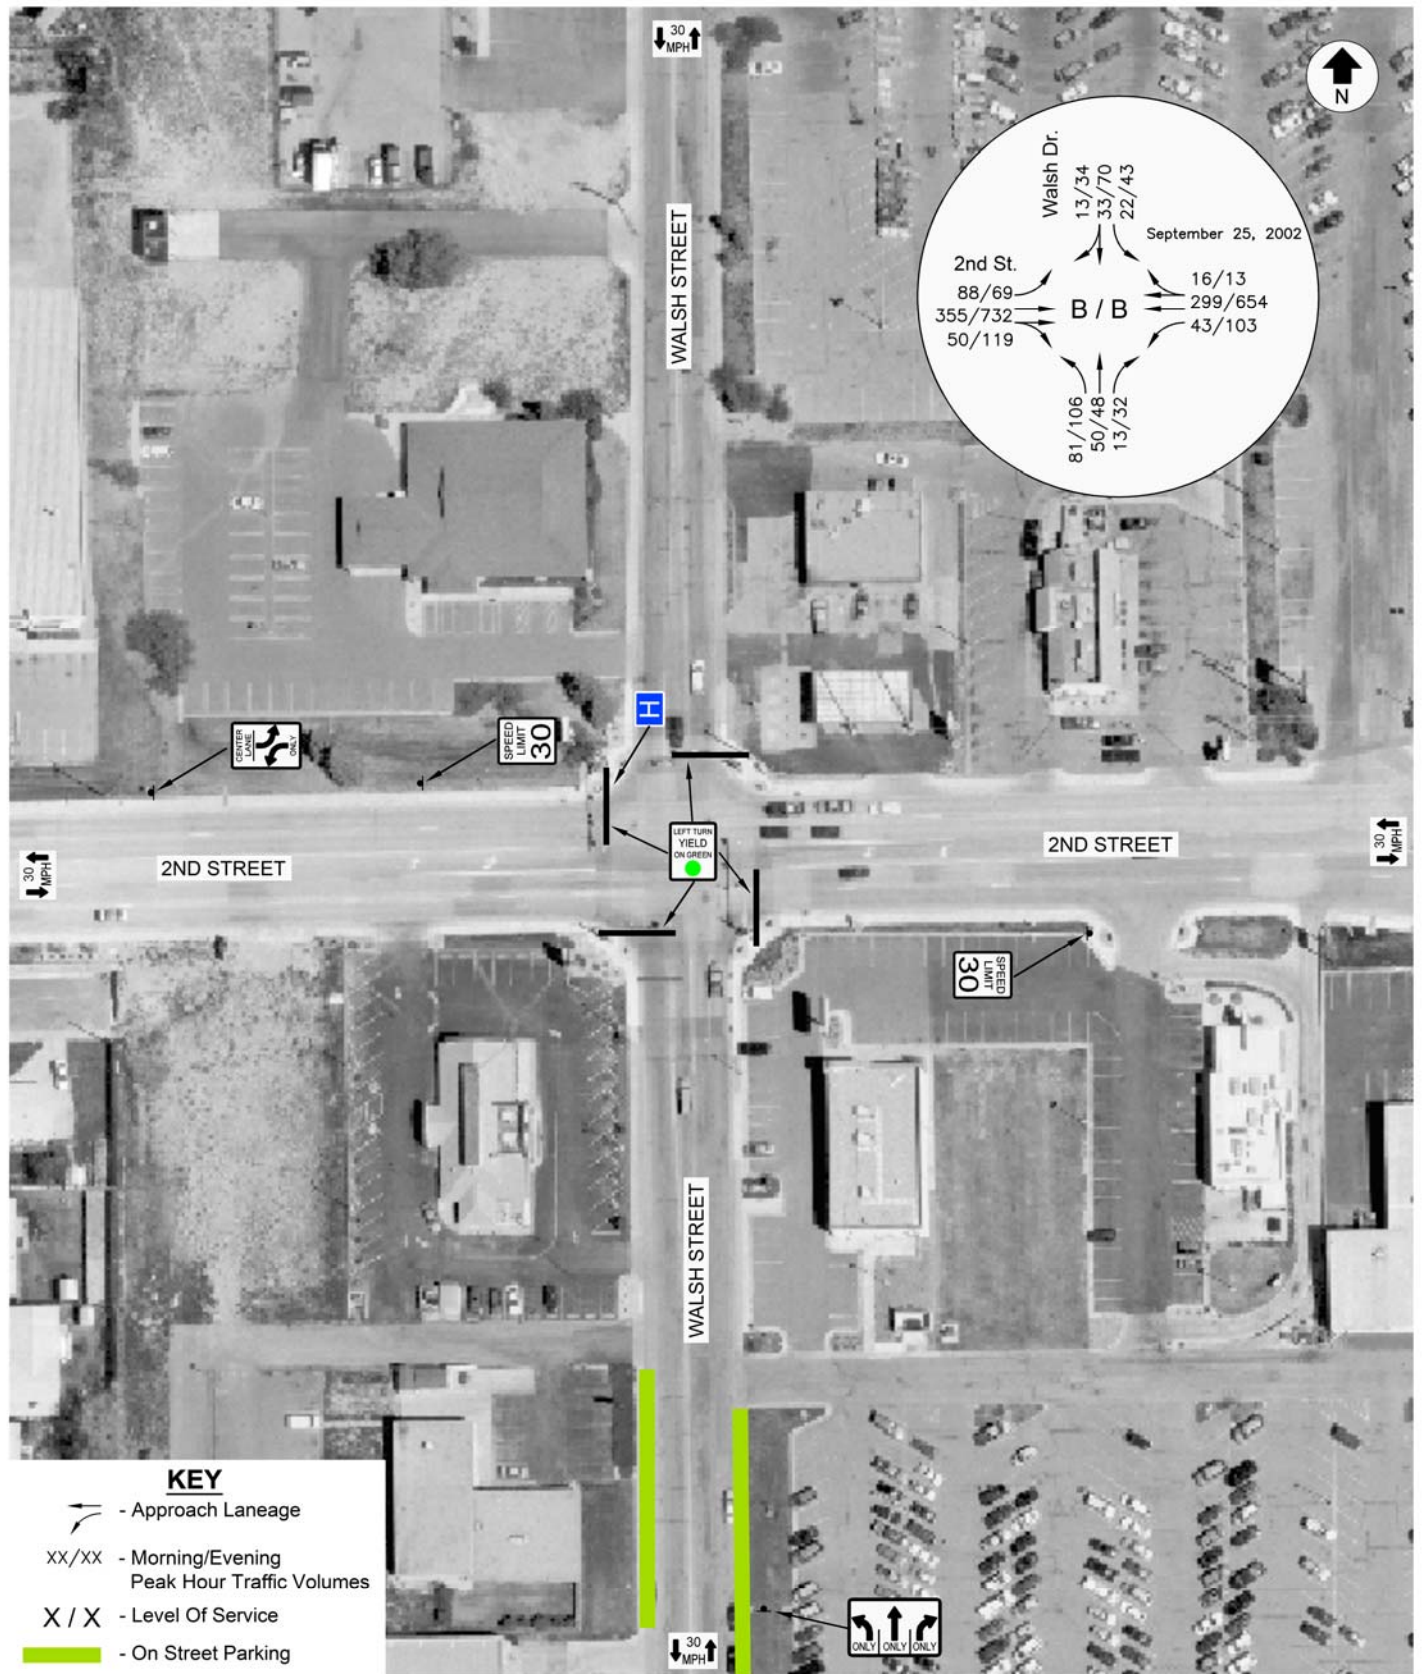 30
MPH
N
Walsh Dr.
13/34
33/70
22/43
September 25, 2002
2nd St.
88/69
355/732
50/119
B / B
16/13
299/654
43/103
81/106
50/48
13/32
WALSH STREET
H
CENTER
LANE
ONLY
SPEED
LIMIT
30
LEFT TURN
YIELD
ON GREEN
2ND STREET
2ND STREET
30
MPH
30
MPH
SPEED
LIMIT
30
WALSH STREET
KEY
- Approach Laneage
XX/XX - Morning/Evening
Peak Hour Traffic Volumes
X / X - Level Of Service
- On Street Parking
30
MPH
ONLY ONLY ONLY